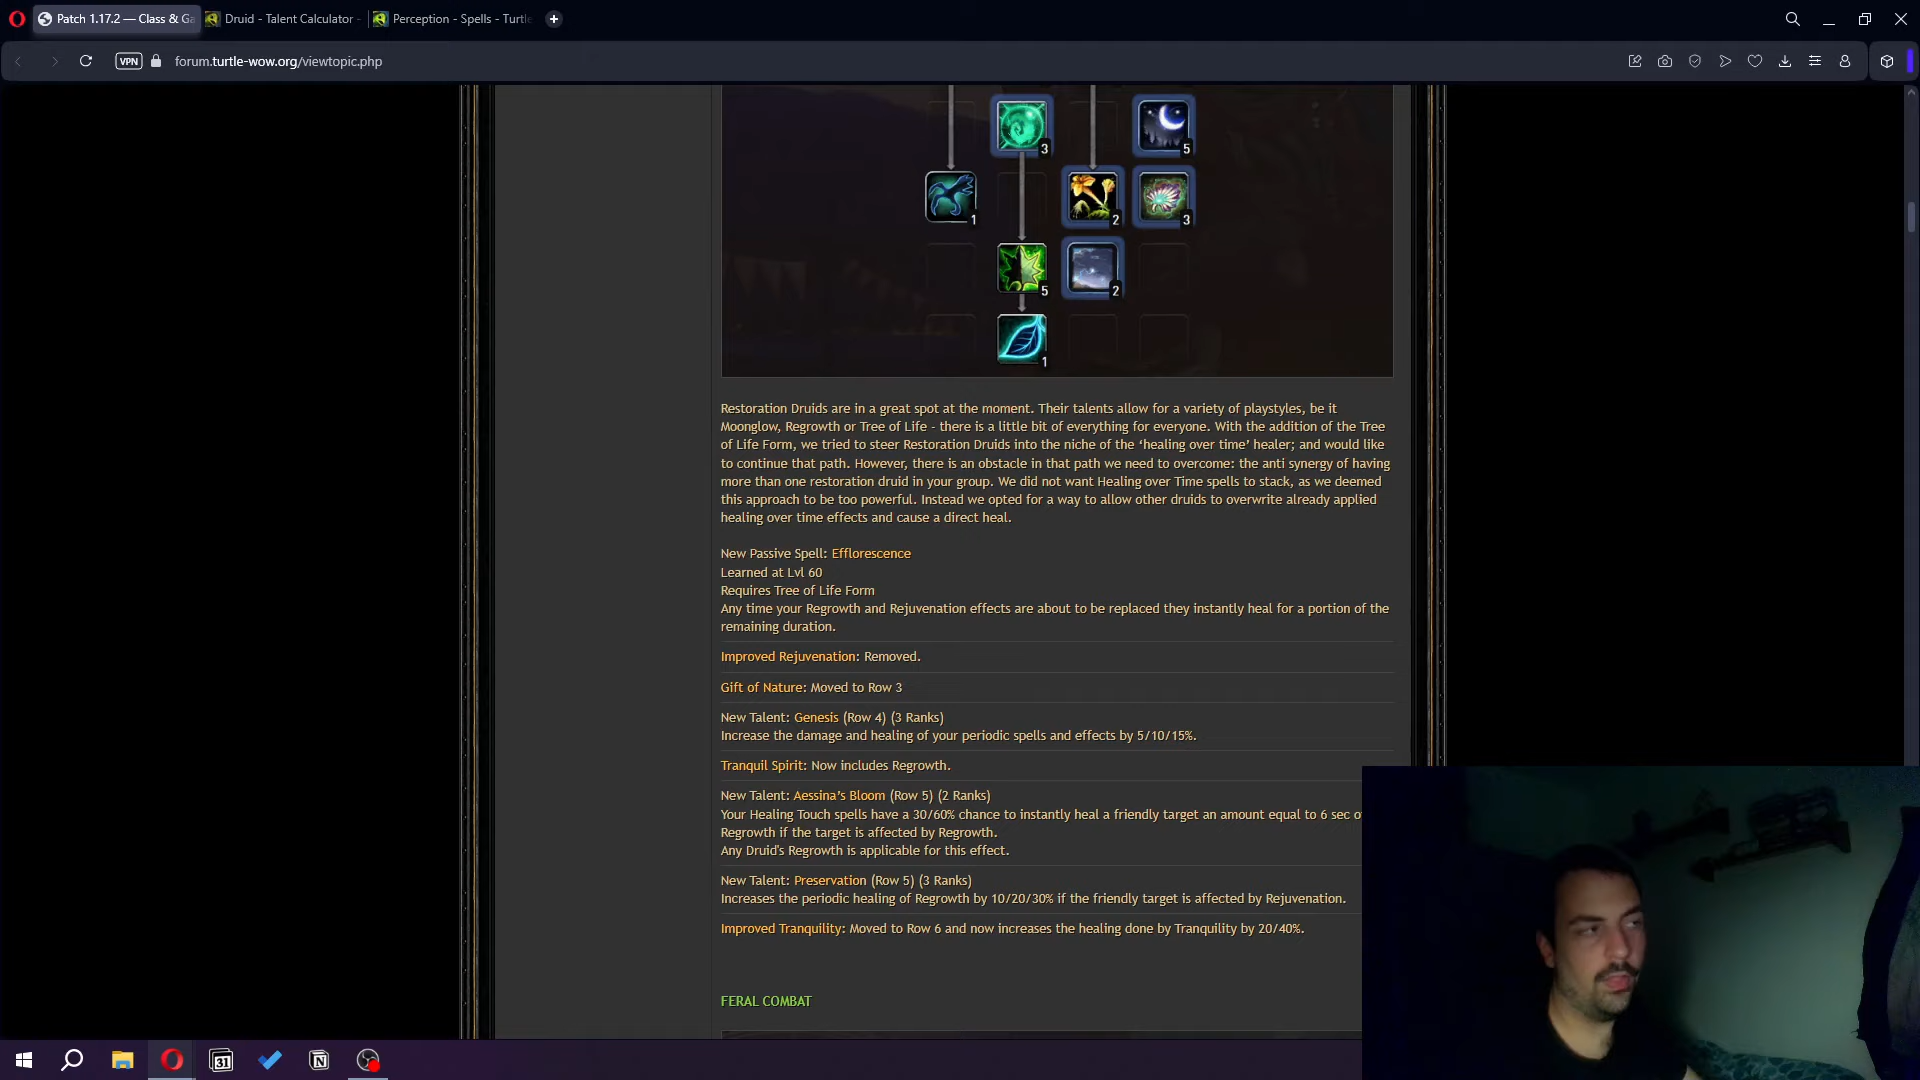 Patch 1.17.2 — Class & Ga
Druid - Talent Calculator -
Perception - Spells - Turtle
VPN
forum.turtle-wow.org/viewtopic.php
3
5
1
2
3
5
2
1
Restoration Druids are in a great spot at the moment. Their talents allow for a variety of playstyles, be it
Moonglow, Regrowth or Tree of Life - there is a little bit of everything for everyone. With the addition of the Tree
of Life Form, we tried to steer Restoration Druids into the niche of the ‘healing over time’ healer; and would like
to continue that path. However, there is an obstacle in that path we need to overcome: the anti synergy of having
more than one restoration druid in your group. We did not want Healing over Time spells to stack, as we deemed
this approach to be too powerful. Instead we opted for a way to allow other druids to overwrite already applied
healing over time effects and cause a direct heal.
New Passive Spell: Efflorescence
Learned at Lvl 60
Requires Tree of Life Form
Any time your Regrowth and Rejuvenation effects are about to be replaced they instantly heal for a portion of the
remaining duration.
Improved Rejuvenation: Removed.
Gift of Nature: Moved to Row 3
New Talent: Genesis (Row 4) (3 Ranks)
Increase the damage and healing of your periodic spells and effects by 5/10/15%.
Tranquil Spirit: Now includes Regrowth.
New Talent: Aessina’s Bloom (Row 5) (2 Ranks)
Your Healing Touch spells have a 30/60% chance to instantly heal a friendly target an amount equal to 6 sec o
Regrowth if the target is affected by Regrowth.
Any Druid's Regrowth is applicable for this effect.
New Talent: Preservation (Row 5) (3 Ranks)
Increases the periodic healing of Regrowth by 10/20/30% if the friendly target is affected by Rejuvenation.
Improved Tranquility: Moved to Row 6 and now increases the healing done by Tranquility by 20/40%.
FERAL COMBAT
31